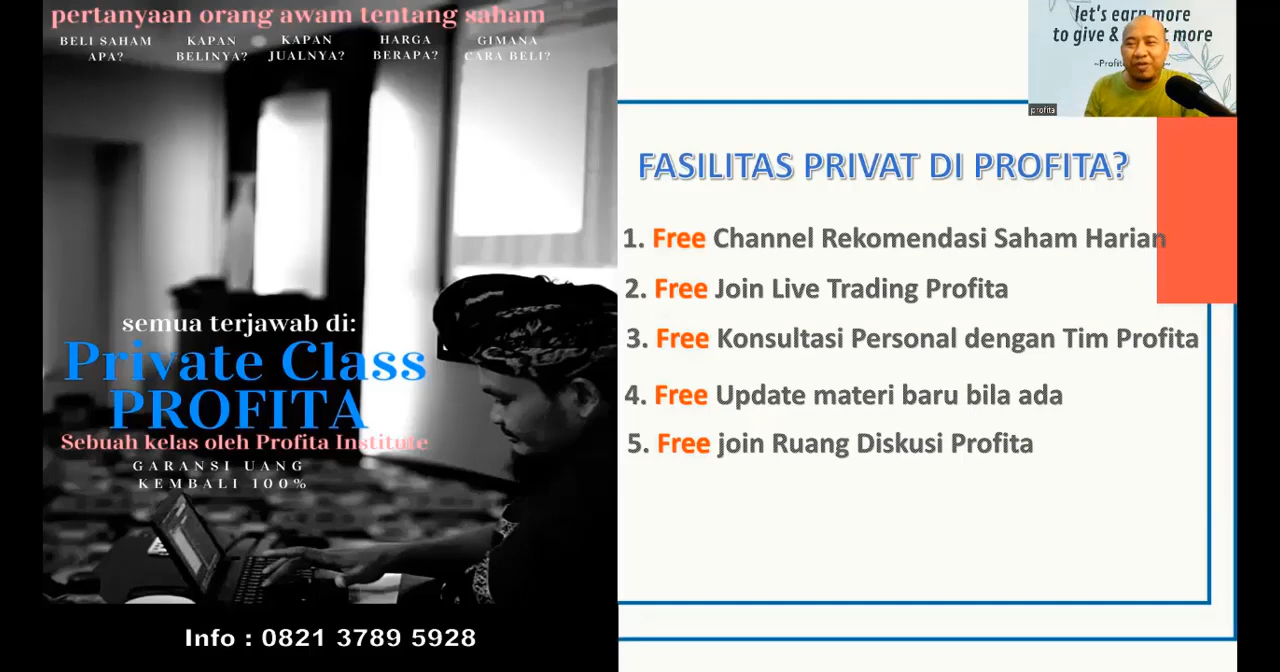 pertanyaan orang awam tentang saham
BELI SAHAM APA?
KAPAN BELINYA?
KAPAN JUALNYA?
HARGA BERAPA?
GIMANA CARA BELI?
semua terjawab di:
Private Class
PROFITA
Sebuah kelas oleh Profita Institute
GARANSI UANG
KEMBALI 100%
Info : 0821 3789 5928
let's earn more
to give &
more
profita
FASILITAS PRIVAT DI PROFITA?
1. Free Channel Rekomendasi Saham Harian
2. Free Join Live Trading Profita
3. Free Konsultasi Personal dengan Tim Profita
4. Free Update materi baru bila ada
5. Free join Ruang Diskusi Profita